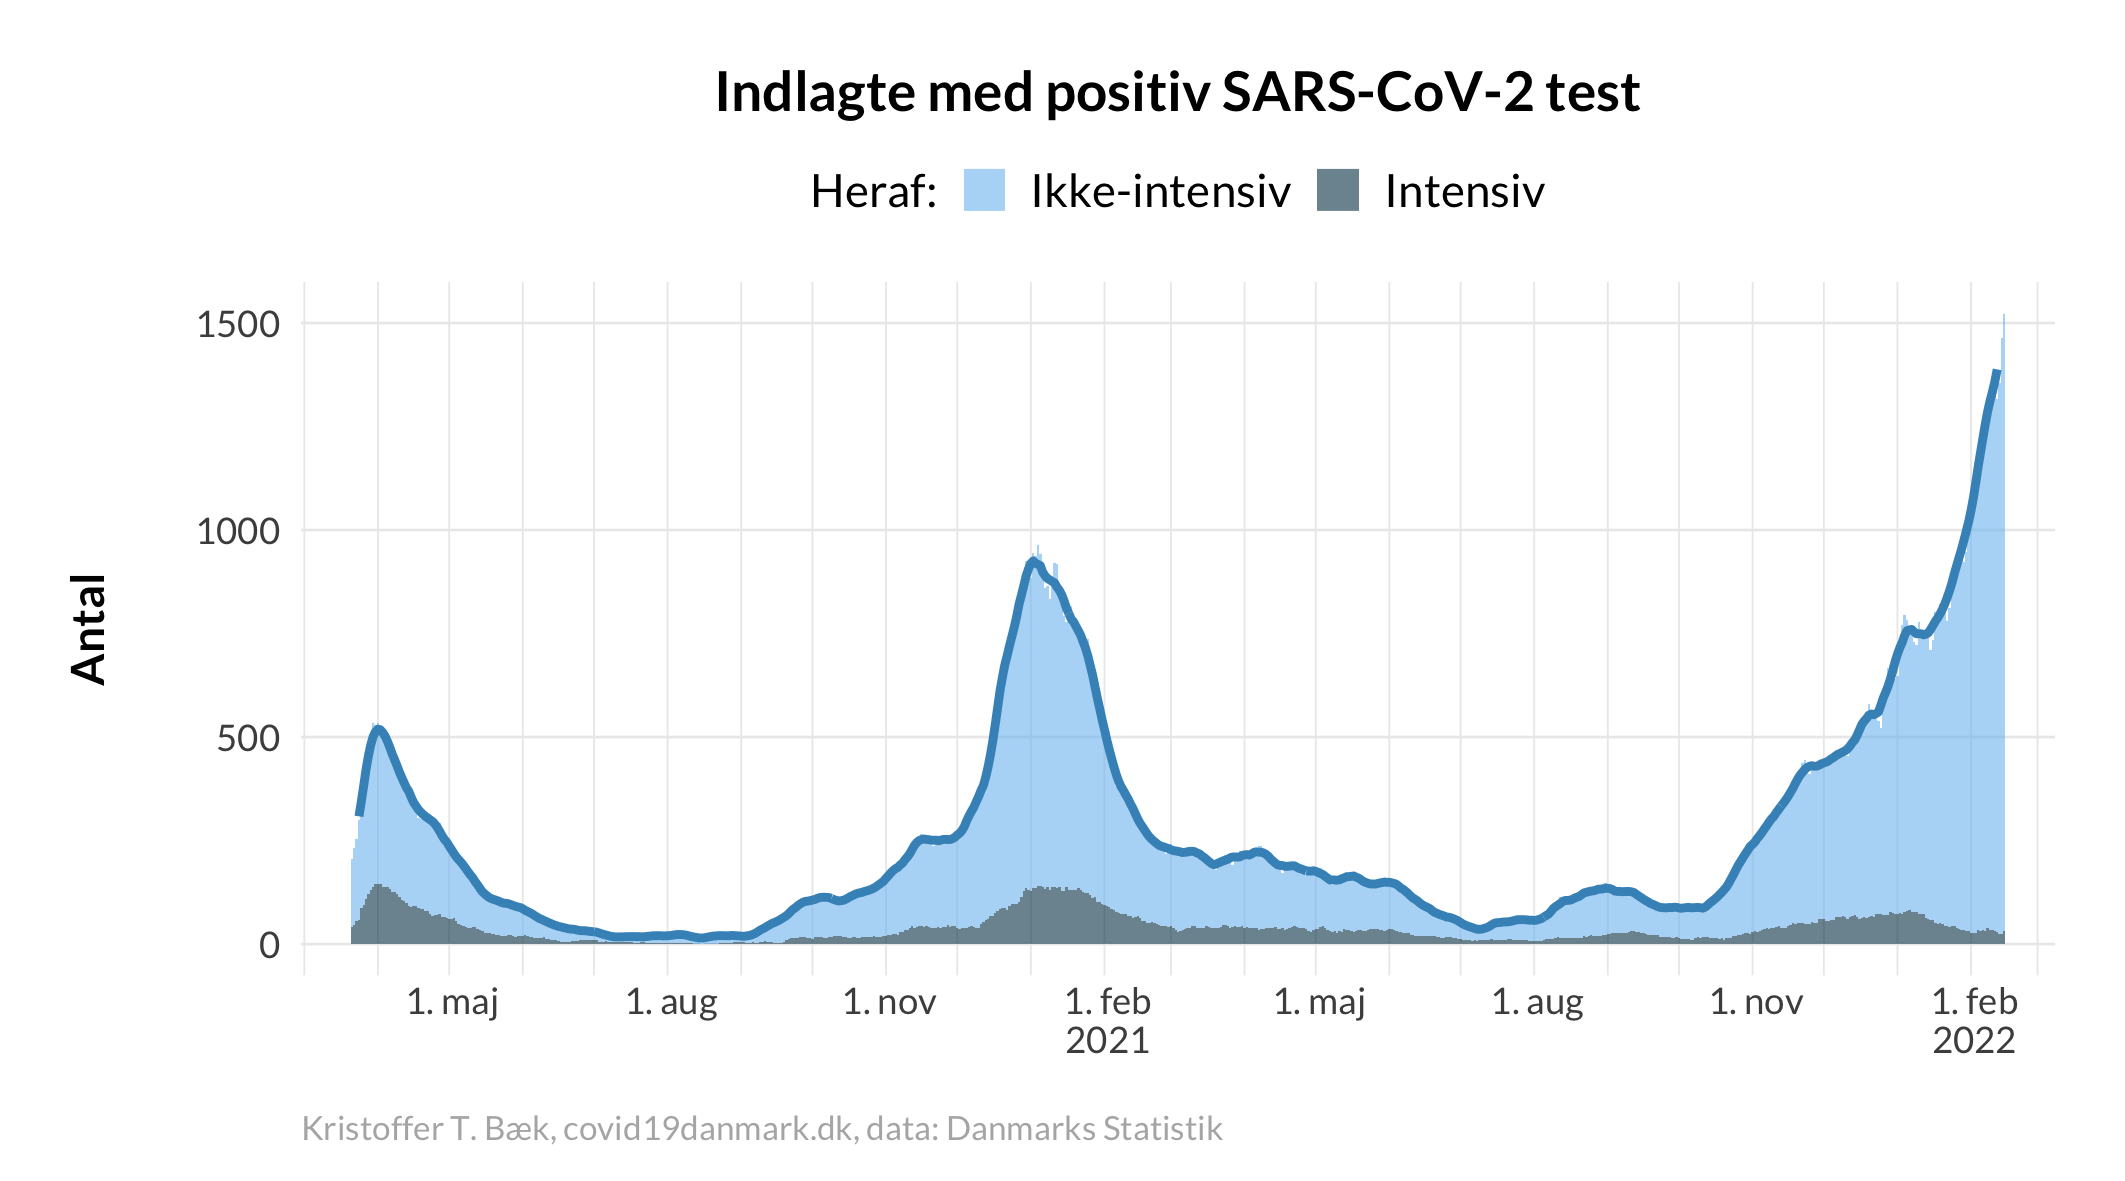 Indlagte med positiv SARS-CoV-2 test
Heraf: Ikke-intensiv Intensiv
Antal
1500
1000
500
0
1. maj 1. aug 1. nov 1. feb 1. maj 1. aug 1. nov 1. feb
2021 2022
Kristoffer T. Bæk, covid19danmark.dk, data: Danmarks Statistik